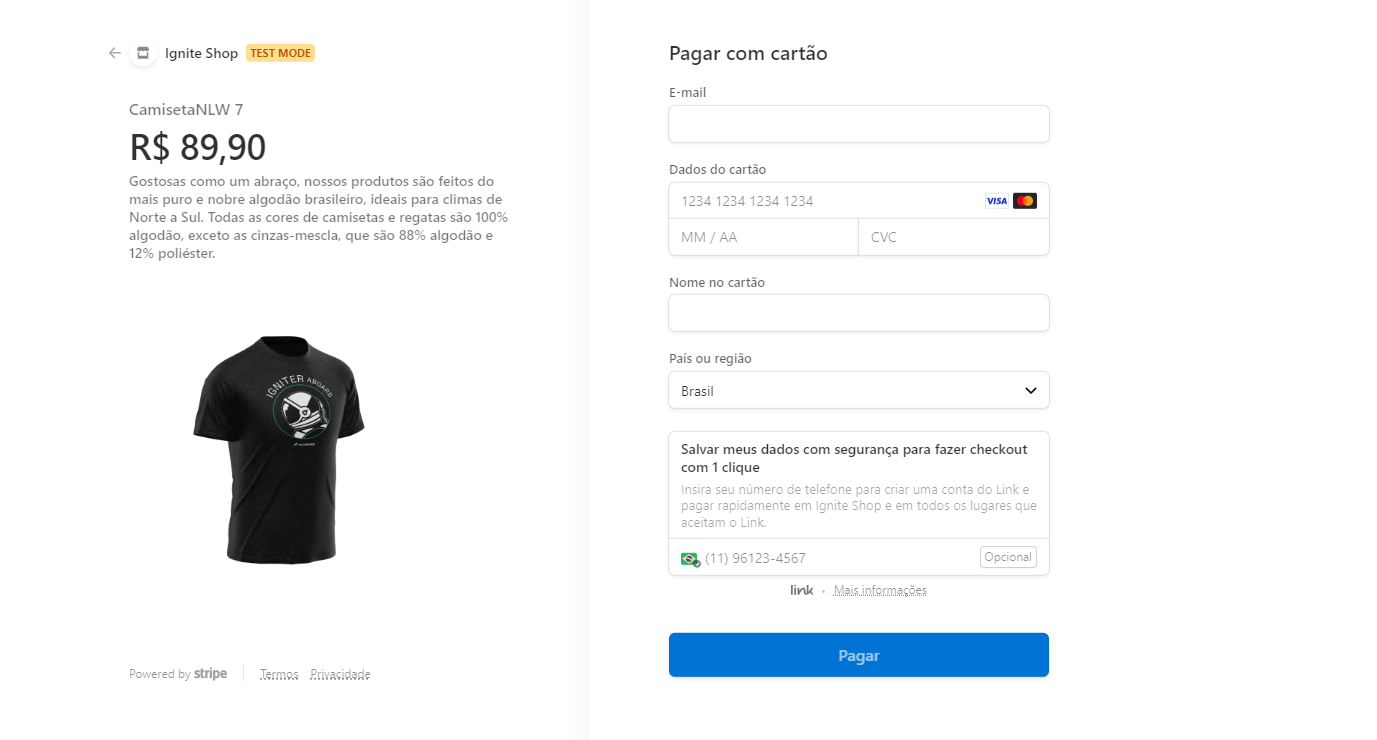 Ignite Shop TEST MODE
CamisetaNLW 7
R$ 89,90
Gostosas como um abraço, nossos produtos são feitos do
mais puro e nobre algodão brasileiro, ideais para climas de
Norte a Sul. Todas as cores de camisetas e regatas são 100%
algodão, exceto as cinzas-mescla, que são 88% algodão e
12% poliéster.
IGNITER ABOARD
Powered by stripe
Termos Privacidade
Pagar com cartão
E-mail
Dados do cartão
1234 1234 1234 1234 VISA
MM / AA CVC
Nome no cartão
País ou região
Brasil
Salvar meus dados com segurança para fazer checkout
com 1 clique
Insira seu número de telefone para criar uma conta do Link e
pagar rapidamente em Ignite Shop e em todos os lugares que
aceitam o Link.
(11) 96123-4567 Opcional
link • Mais informações
Pagar